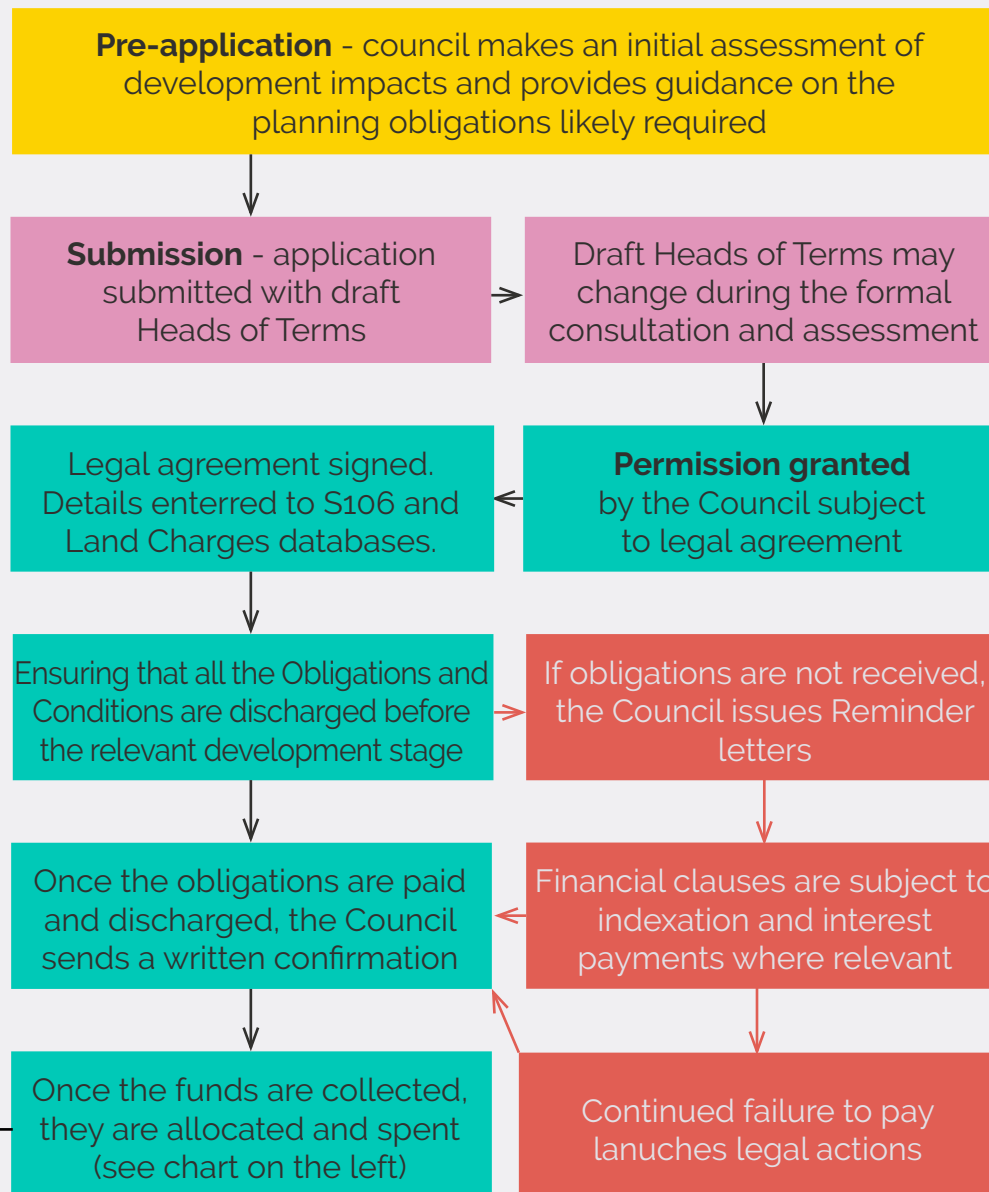 Pre-application - council makes an initial assessment of
development impacts and provides guidance on the
planning obligations likely required
Submission - application
submitted with draft
Heads of Terms
Draft Heads of Terms may
change during the formal
consultation and assessment
Permission granted
by the Council subject
to legal agreement
Legal agreement signed.
Details enterred to S106 and
Land Charges databases.
Ensuring that all the Obligations and
Conditions are discharged before
the relevant development stage
If obligations are not received,
the Council issues Reminder
letters
Financial clauses are subject to
indexation and interest
payments where relevant
Once the obligations are paid
and discharged, the Council
sends a written confirmation
Continued failure to pay
lanuches legal actions
Once the funds are collected,
they are allocated and spent
(see chart on the left)